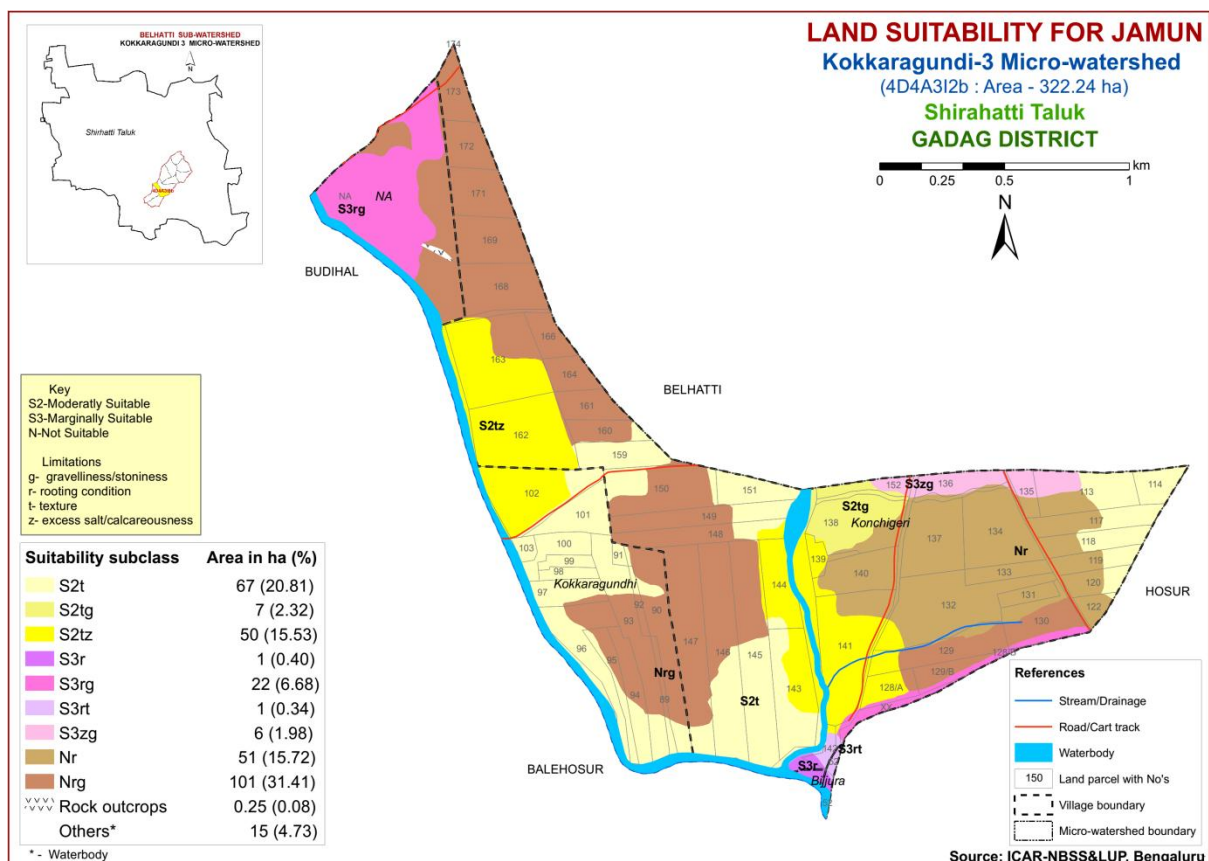 BELHATTI SUB-WATERSHED
KOKKARAGUNDI 3 MICRO-WATERSHED
N
Shirhatti Taluk
4D4A3I2b
LAND SUITABILITY FOR JAMUN
Kokkaragundi-3 Micro-watershed
(4D4A3I2b : Area - 322.24 ha)
Shirahatti Taluk
GADAG DISTRICT
km
0 0.25 0.5 1
N
174
173
172
NA NA 171
S3rg
169
BUDIHAL
168
166
163
164
BELHATTI
161
S2tz
162 160
159
102
150 151
152 S3zg 136 135 113 114
S2tg
138 Konchigeri
101
149
148
117
134
137
Nr
118
103 100 91
99
98
Kokkaragundhi
97
139
140
144
133
119
120
131
122
132
HOSUR
92 90
93
130
147
141
129
128/B
96 95
146 145
129/B
Nrg
94 89
S2t
143
128/A
XX
142
S3rt
S3r
Biljura
BALEHOSUR
Key
S2-Moderatly Suitable
S3-Marginally Suitable
N-Not Suitable
Limitations
g- gravelliness/stoniness
r- rooting condition
t- texture
z- excess salt/calcareousness
Suitability subclass Area in ha (%)
S2t 67 (20.81)
S2tg 7 (2.32)
S2tz 50 (15.53)
S3r 1 (0.40)
S3rg 22 (6.68)
S3rt 1 (0.34)
S3zg 6 (1.98)
Nr 51 (15.72)
Nrg 101 (31.41)
Rock outcrops 0.25 (0.08)
Others* 15 (4.73)
* - Waterbody
References
Stream/Drainage
Road/Cart track
Waterbody
150 Land parcel with No's
Village boundary
Micro-watershed boundary
Source: ICAR-NBSS&LUP, Bengaluru